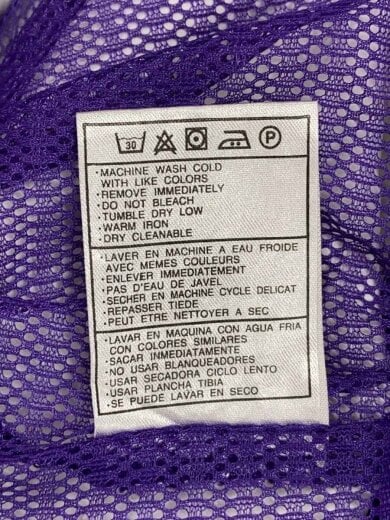 30 P
·MACHINE WASH COLD
WITH LIKE COLORS
·REMOVE IMMEDIATELY
·DO NOT BLEACH
·TUMBLE DRY LOW
·WARM IRON
·DRY CLEANABLE
·LAVER EN MACHINE A EAU FROIDE
AVEC MEMES COULEURS
·ENLEVER IMMEDIATEMENT
·PAS D'EAU DE JAVEL
·SECHER EN MACHINE CYCLE DELICAT
·REPASSER TIEDE
·PEUT ETRE NETTOYER A SEC
·LAVAR EN MAQUINA CON AGUA FRIA
CON COLORES SIMILARES
·SACAR INMEDIATAMENTE
·NO USAR BLANQUEADORES
·USAR SECADORA CICLO LENTO
·USAR PLANCHA TIBIA
·SE PUEDE LAVAR EN SECO